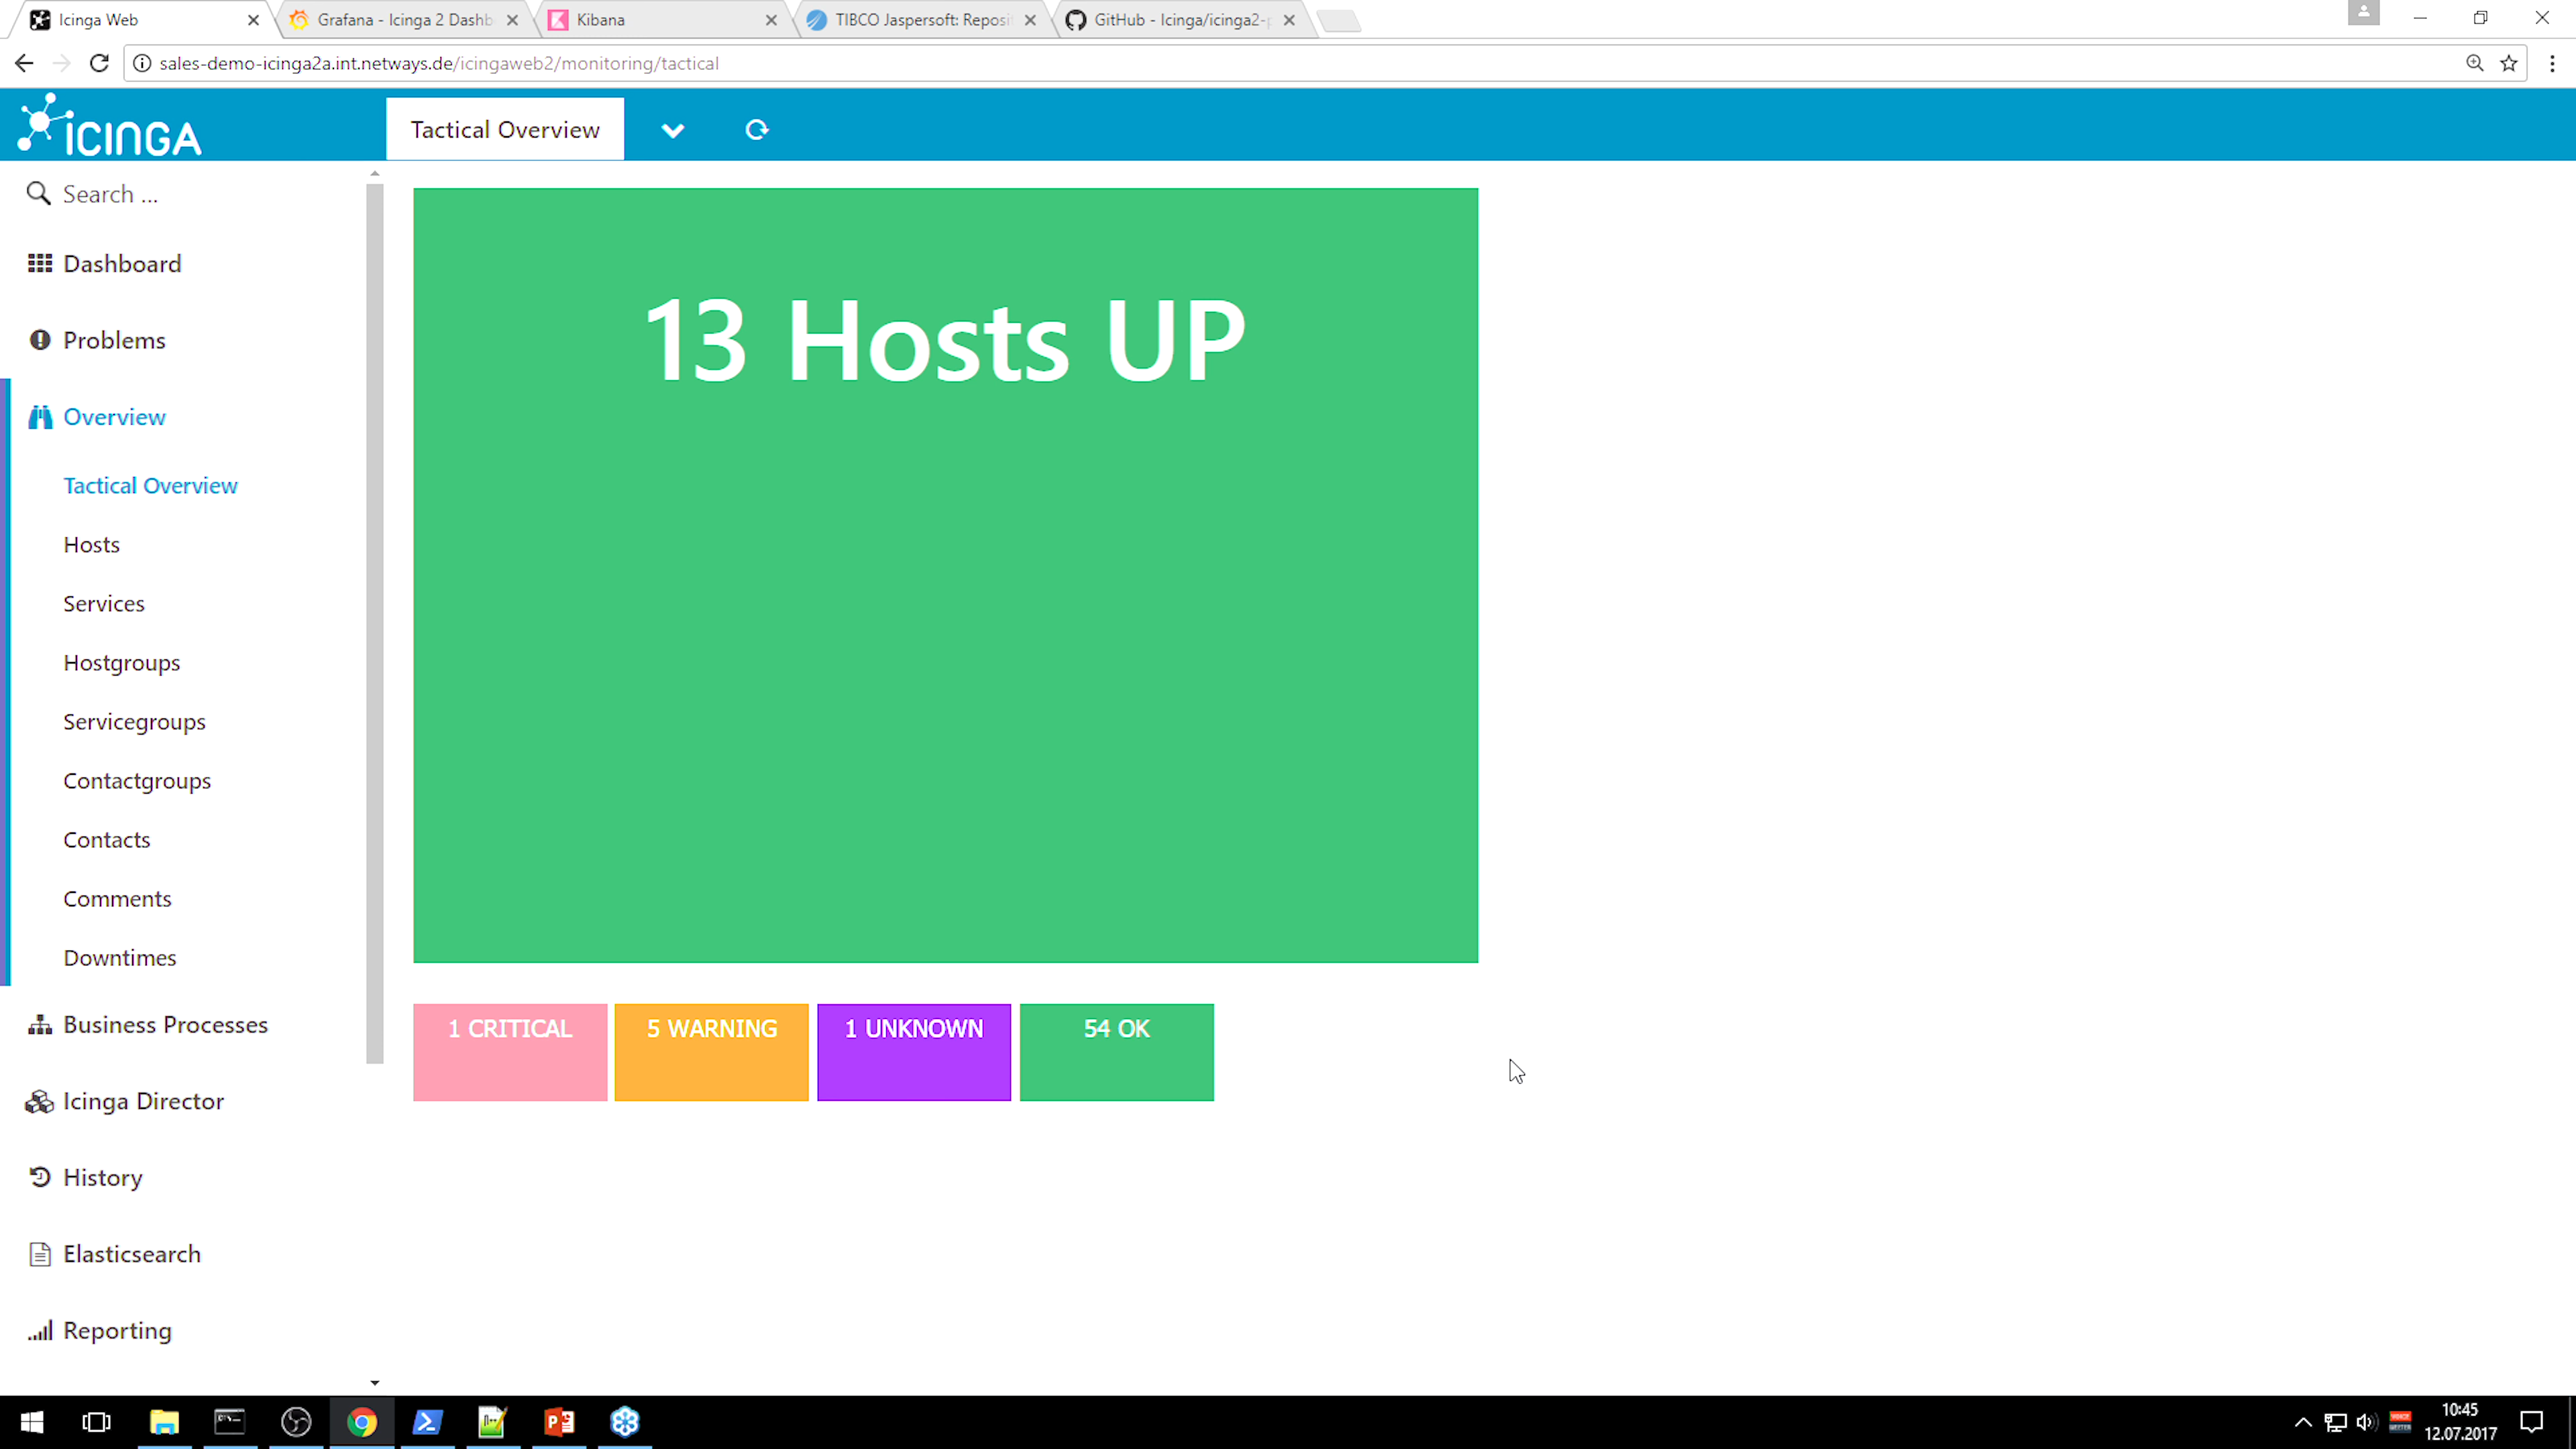 Icinga Web
Grafana - Icinga 2 Dashb
Kibana
TIBCO Jaspersoft: Reposi
GitHub - Icinga/icinga2-p
sales-demo-icinga2a.int.netways.de/icingaweb2/monitoring/tactical
ICINGA
Tactical Overview
Search ...
Dashboard
Problems
Overview
Tactical Overview
Hosts
Services
Hostgroups
Servicegroups
Contactgroups
Contacts
Comments
Downtimes
Business Processes
Icinga Director
History
Elasticsearch
Reporting
13 Hosts UP
1 CRITICAL
5 WARNING
1 UNKNOWN
54 OK
10:45
12.07.2017